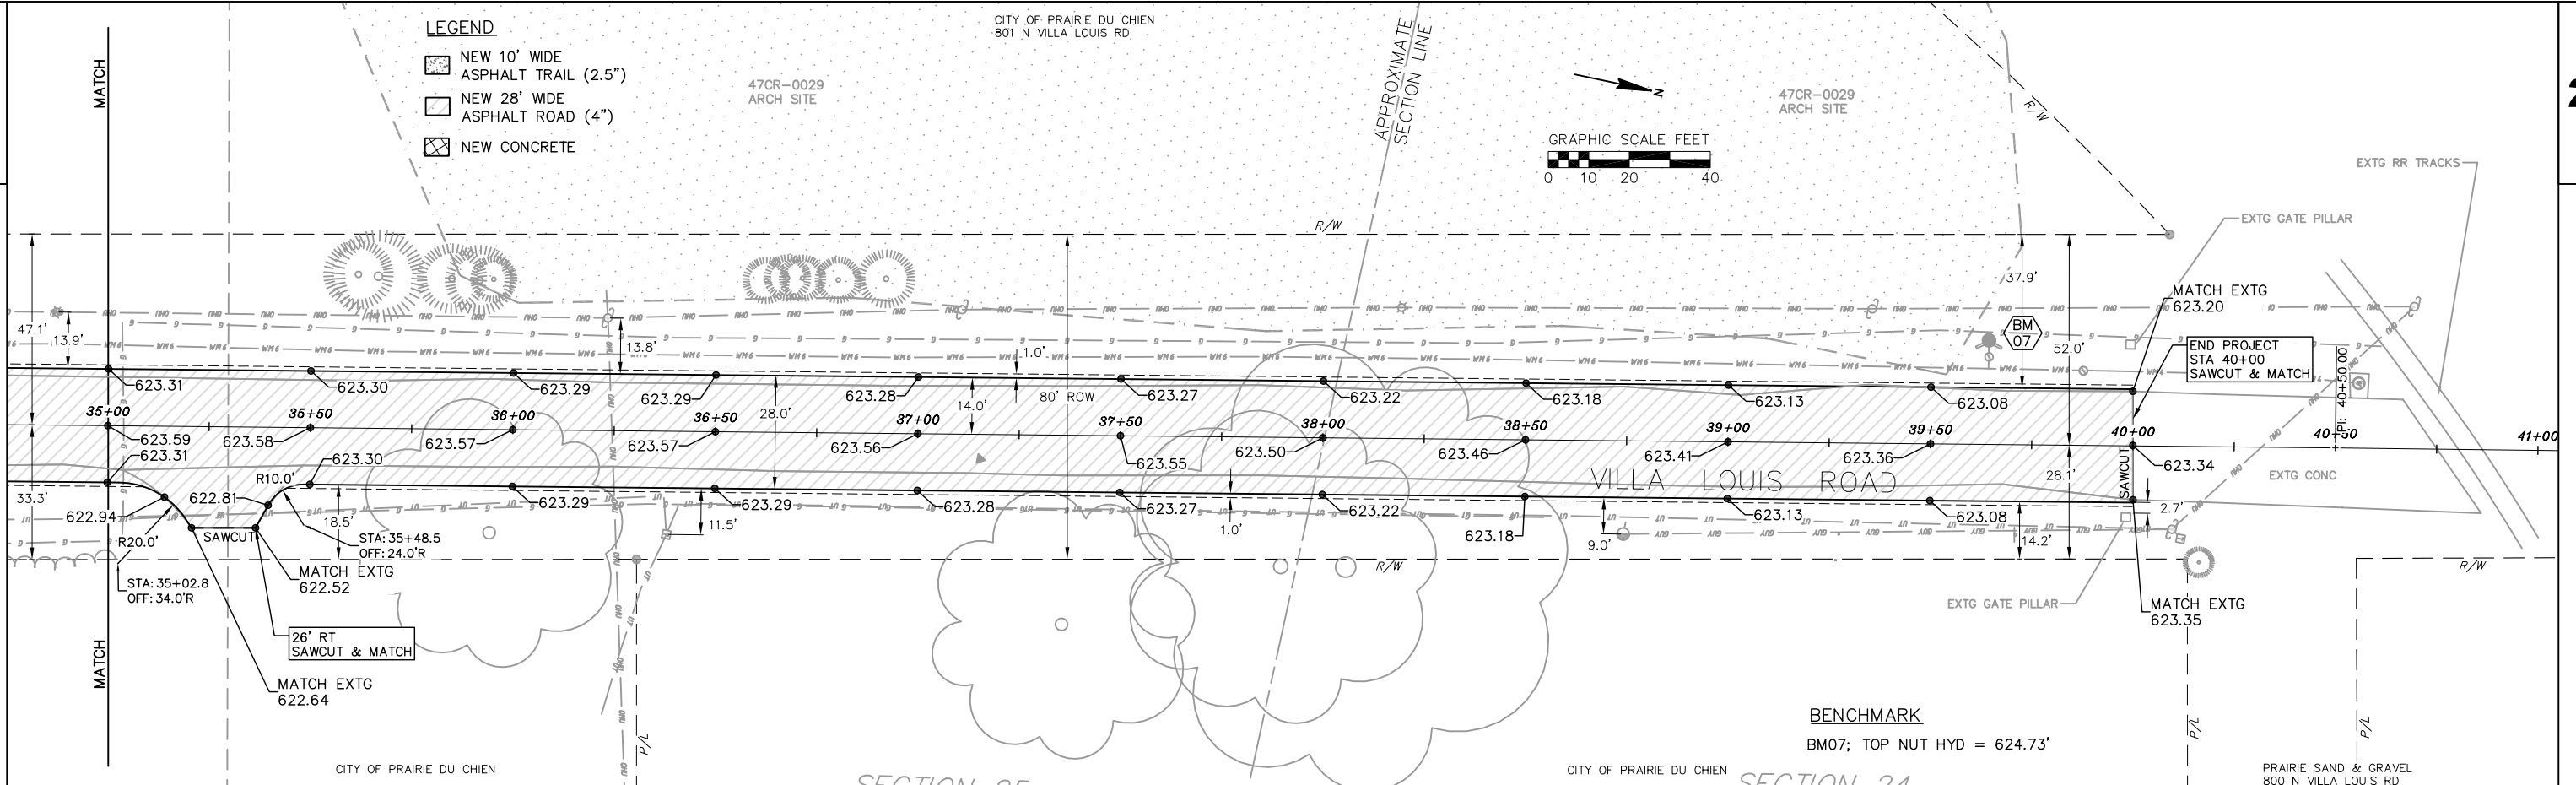 LEGEND
NEW 10' WIDE
ASPHALT TRAIL (2.5")
NEW 28' WIDE
ASPHALT ROAD (4")
NEW CONCRETE
CITY OF PRAIRIE DU CHIEN
801 N VILLA LOUIS RD
47CR-0029
ARCH SITE
APPROXIMATE
SECTION LINE
N
GRAPHIC SCALE FEET
0 10 20 40
47CR-0029
ARCH SITE
R/W
EXTG RR TRACKS
EXTG GATE PILLAR
MATCH
R/W
MATCH EXTG
623.20
END PROJECT
STA 40+00
SAWCUT & MATCH
BM
07
37.9'
52.0'
47.1'
13.9'
13.8'
1.0'
80' ROW
28.0'
14.0'
623.31
623.30
623.29
623.29
623.28
623.27
623.22
623.18
623.13
623.08
35+00
35+50
36+00
36+50
37+00
37+50
38+00
38+50
39+00
39+50
40+00
40+50
41+00
PI: 40+50.00
623.59
623.58
623.57
623.57
623.56
623.55
623.50
623.46
623.41
623.36
623.34
VILLA LOUIS ROAD
SAWCUT
EXTG CONC
28.1'
2.7'
14.2'
9.0'
1.0'
11.5'
18.5'
33.3'
623.31
623.30
623.29
623.29
623.28
623.27
623.22
623.18
623.13
623.08
622.94
622.81
R10.0'
R20.0'
SAWCUT
STA: 35+48.5
OFF: 24.0'R
STA: 35+02.8
OFF: 34.0'R
MATCH EXTG
622.52
26' RT
SAWCUT & MATCH
MATCH EXTG
622.64
MATCH
R/W
R/W
EXTG GATE PILLAR
MATCH EXTG
623.35
P/L
P/L
P/L
BENCHMARK
BM07; TOP NUT HYD = 624.73'
CITY OF PRAIRIE DU CHIEN
CITY OF PRAIRIE DU CHIEN
PRAIRIE SAND & GRAVEL
800 N VILLA LOUIS RD
OHU
G
WM6
UT
GUY